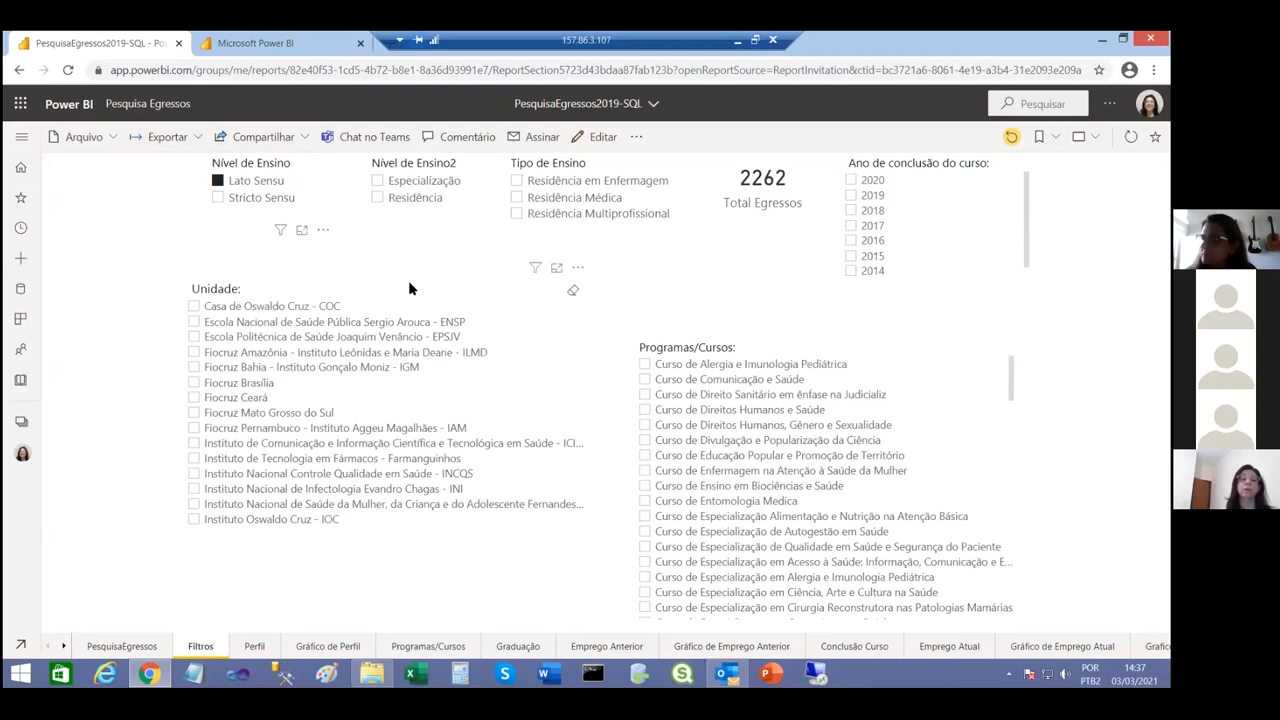 PesquisaEgressos2019-SQL - Po
Microsoft Power BI
157.86.3.107
app.powerbi.com/groups/me/reports/82e40f53-1cd5-4b72-b8e1-8a36d93991e7/ReportSection5723d43bdaa87fab123b?openReportSource=ReportInvitation&ctid=bc3721a6-8061-4e19-a3b4-31e2093e209a
Power BI
Pesquisa Egressos
PesquisaEgressos2019-SQL
Pesquisar
Arquivo
Exportar
Compartilhar
Chat no Teams
Comentário
Assinar
Editar
Nível de Ensino
Lato Sensu
Stricto Sensu
Nível de Ensino2
Especialização
Residência
Tipo de Ensino
Residência em Enfermagem
Residência Médica
Residência Multiprofissional
2262
Total Egressos
Ano de conclusão do curso:
2020
2019
2018
2017
2016
2015
2014
Unidade:
Casa de Oswaldo Cruz - COC
Escola Nacional de Saúde Pública Sergio Arouca - ENSP
Escola Politécnica de Saúde Joaquim Venâncio - EPSJV
Fiocruz Amazônia - Instituto Leônidas e Maria Deane - ILMD
Fiocruz Bahia - Instituto Gonçalo Moniz - IGM
Fiocruz Brasília
Fiocruz Ceará
Fiocruz Mato Grosso do Sul
Fiocruz Pernambuco - Instituto Aggeu Magalhães - IAM
Instituto de Comunicação e Informação Científica e Tecnológica em Saúde - ICI...
Instituto de Tecnologia em Fármacos - Farmanguinhos
Instituto Nacional Controle Qualidade em Saúde - INCQS
Instituto Nacional de Infectologia Evandro Chagas - INI
Instituto Nacional de Saúde da Mulher, da Criança e do Adolescente Fernandes...
Instituto Oswaldo Cruz - IOC
Programas/Cursos:
Curso de Alergia e Imunologia Pediátrica
Curso de Comunicação e Saúde
Curso de Direito Sanitário em ênfase na Judicializ
Curso de Direitos Humanos e Saúde
Curso de Direitos Humanos, Gênero e Sexualidade
Curso de Divulgação e Popularização da Ciência
Curso de Educação Popular e Promoção de Território
Curso de Enfermagem na Atenção à Saúde da Mulher
Curso de Ensino em Biociências e Saúde
Curso de Entomologia Medica
Curso de Especialização Alimentação e Nutrição na Atenção Básica
Curso de Especialização de Autogestão em Saúde
Curso de Especialização de Qualidade em Saúde e Segurança do Paciente
Curso de Especialização em Acesso à Saúde: Informação, Comunicação e E...
Curso de Especialização em Alergia e Imunologia Pediátrica
Curso de Especialização em Ciência, Arte e Cultura na Saúde
Curso de Especialização em Cirurgia Reconstrutora nas Patologias Mamárias
PesquisaEgressos
Filtros
Perfil
Gráfico de Perfil
Programas/Cursos
Graduação
Emprego Anterior
Gráfico de Emprego Anterior
Conclusão Curso
Emprego Atual
Gráfico de Emprego Atual
Grafic
POR
PTB2
14:37
03/03/2021